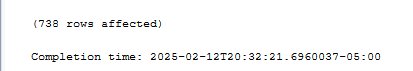 (738 rows affected)
Completion time: 2025-02-12T20:32:21.6960037-05:00